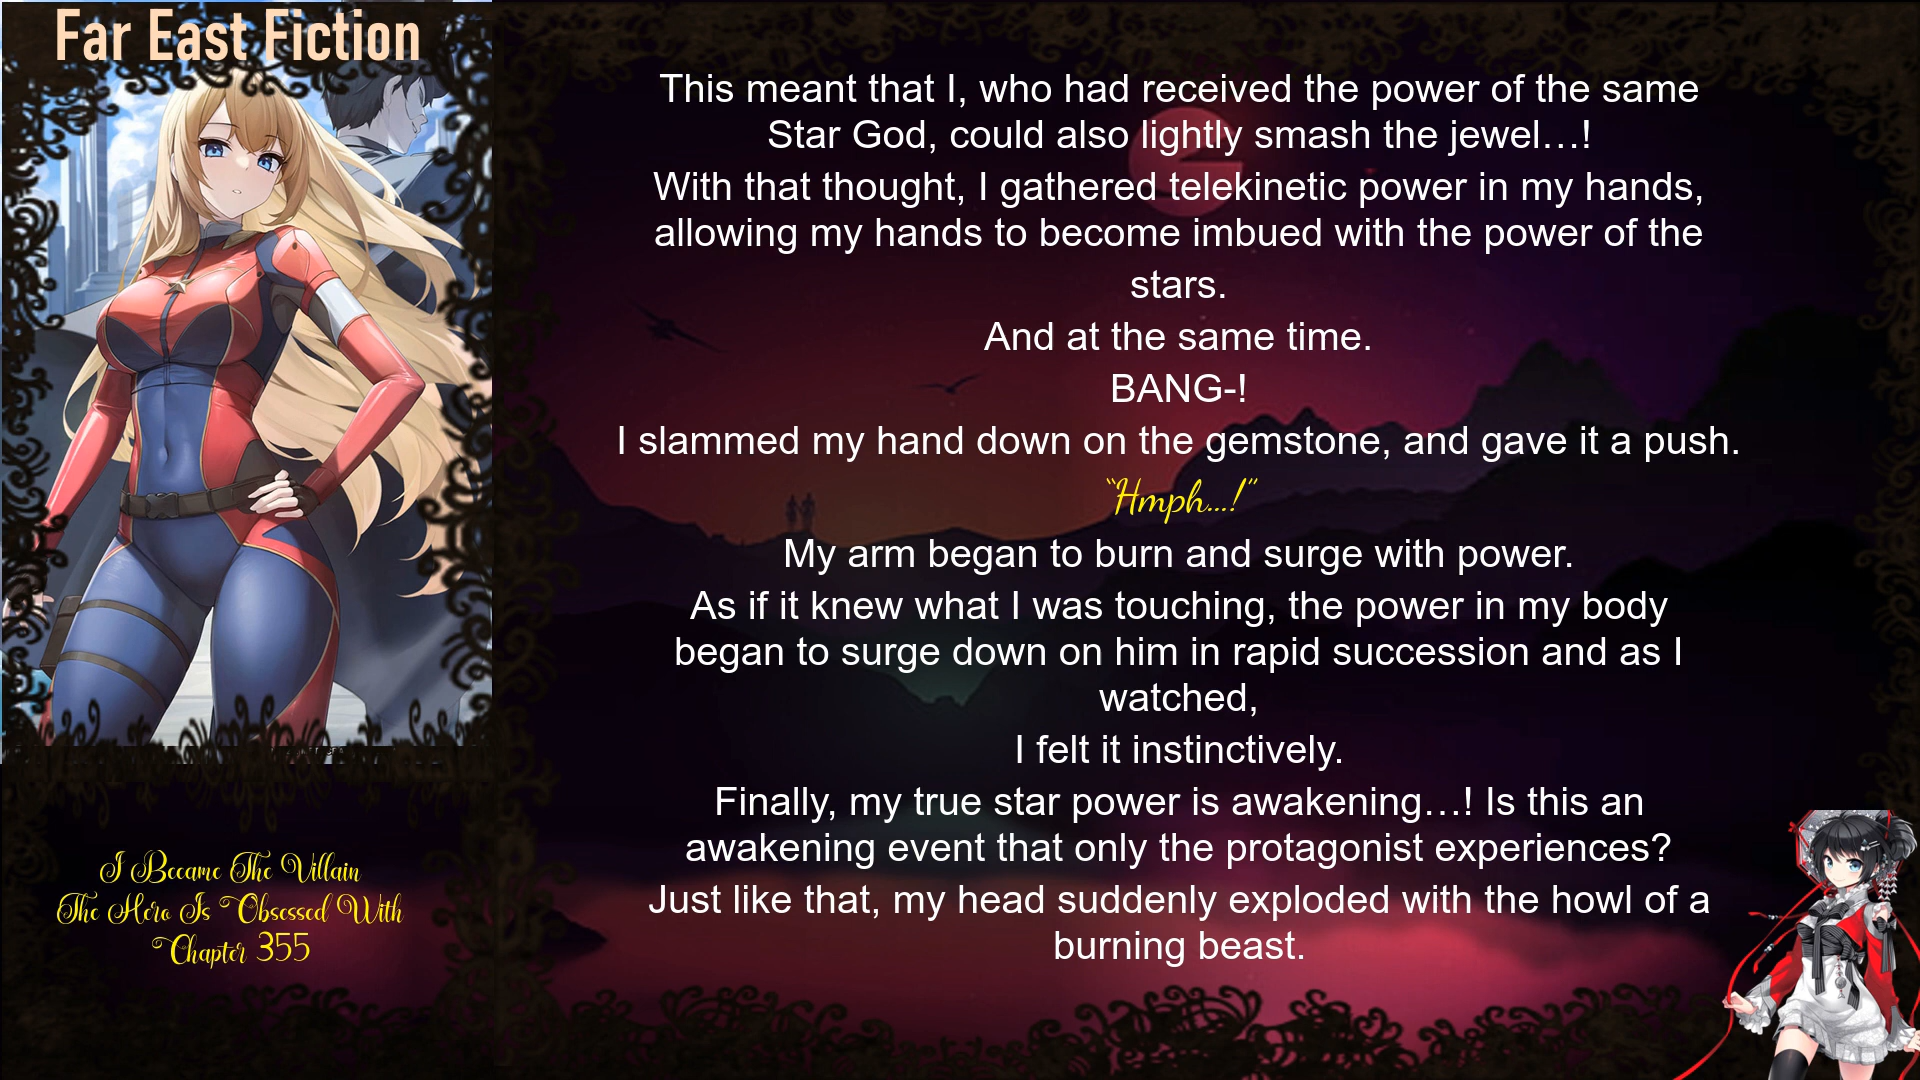 Far East Fiction
This meant that I, who had received the power of the same
Star God, could also lightly smash the jewel…!
With that thought, I gathered telekinetic power in my hands,
allowing my hands to become imbued with the power of the
stars.
And at the same time.
BANG-!
I slammed my hand down on the gemstone, and gave it a push.
“Hmph…!”
My arm began to burn and surge with power.
As if it knew what I was touching, the power in my body
began to surge down on him in rapid succession and as I
watched,
I felt it instinctively.
Finally, my true star power is awakening…! Is this an
awakening event that only the protagonist experiences?
Just like that, my head suddenly exploded with the howl of a
burning beast.
I Became The Villain
The Hero Is Obsessed With
Chapter 355